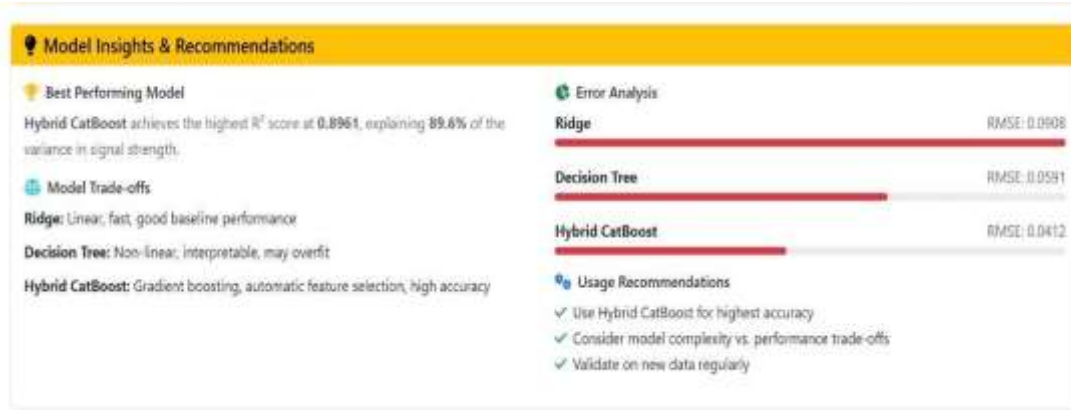 Model Insights & Recommendations
Best Performing Model
Hybrid CatBoost achieves the highest R² score at 0.8961, explaining 89.6% of the
variance in signal strength.
Model Trade-offs
Ridge: Linear, fast, good baseline performance
Decision Tree: Non-linear, interpretable, may overfit
Hybrid CatBoost: Gradient boosting, automatic feature selection, high accuracy
Error Analysis
Ridge RMSE: 0.0908
Decision Tree RMSE: 0.0591
Hybrid CatBoost RMSE: 0.0412
Usage Recommendations
Use Hybrid CatBoost for highest accuracy
Consider model complexity vs. performance trade-offs
Validate on new data regularly